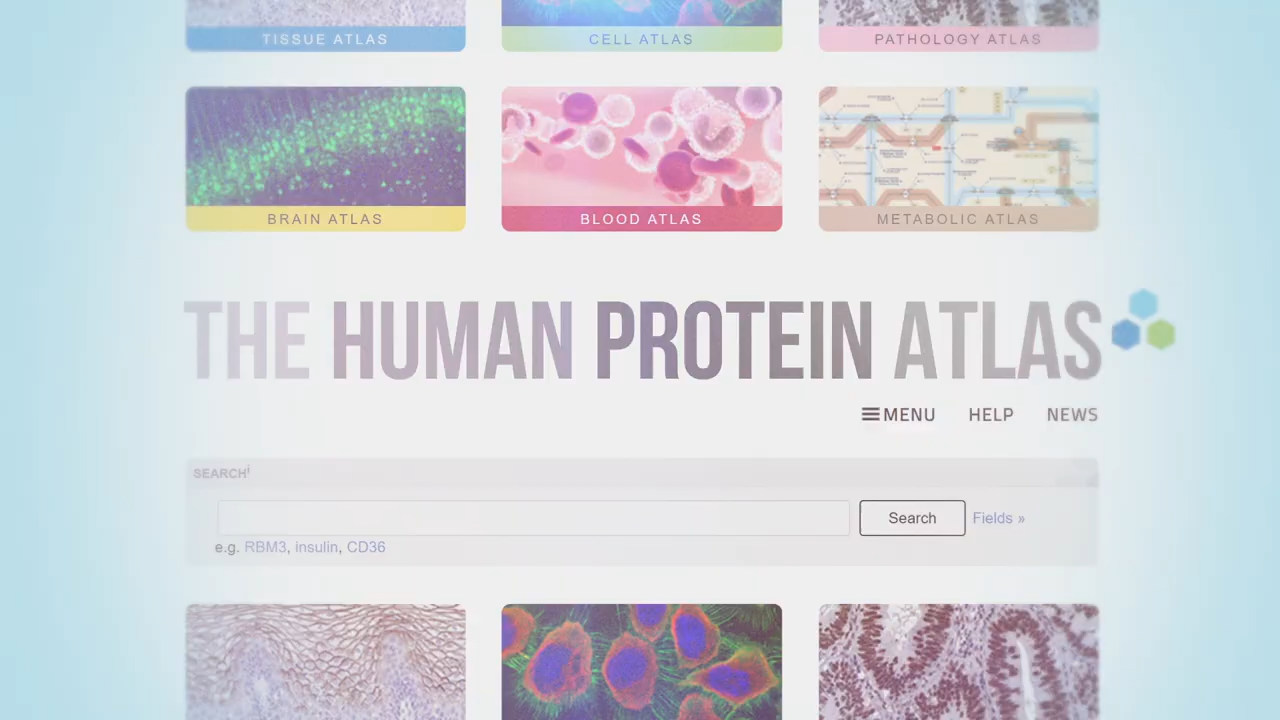 TISSUE ATLAS
CELL ATLAS
PATHOLOGY ATLAS
BRAIN ATLAS
BLOOD ATLAS
METABOLIC ATLAS
THE HUMAN PROTEIN ATLAS
MENU HELP NEWS
SEARCH!
Search
Fields »
e.g. RBM3, insulin, CD36